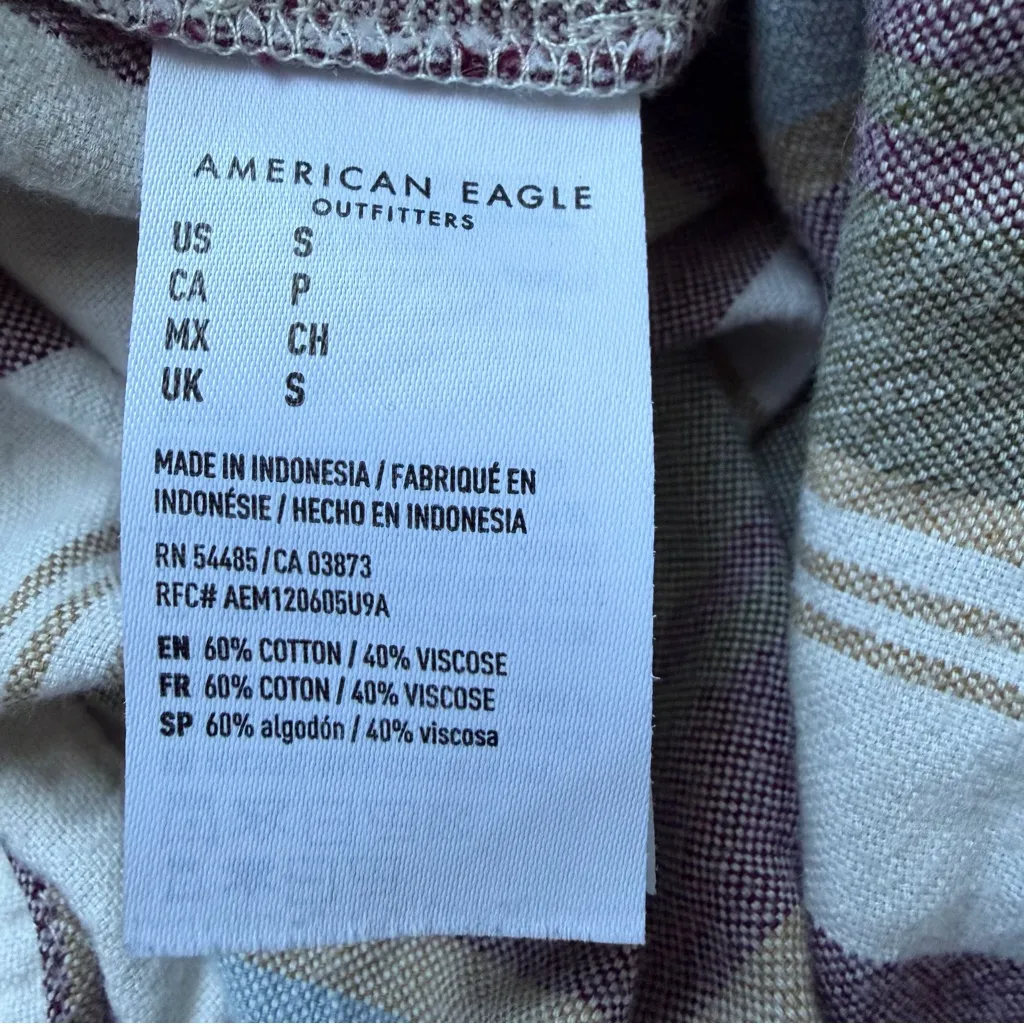 AMERICAN EAGLE
OUTFITTERS
US S
CA P
MX CH
UK S
MADE IN INDONESIA / FABRIQUÉ EN
INDONÉSIE / HECHO EN INDONESIA
RN 54485/CA 03873
RFC# AEM120605U9A
EN 60% COTTON / 40% VISCOSE
FR 60% COTON / 40% VISCOSE
SP 60% algodón / 40% viscosa